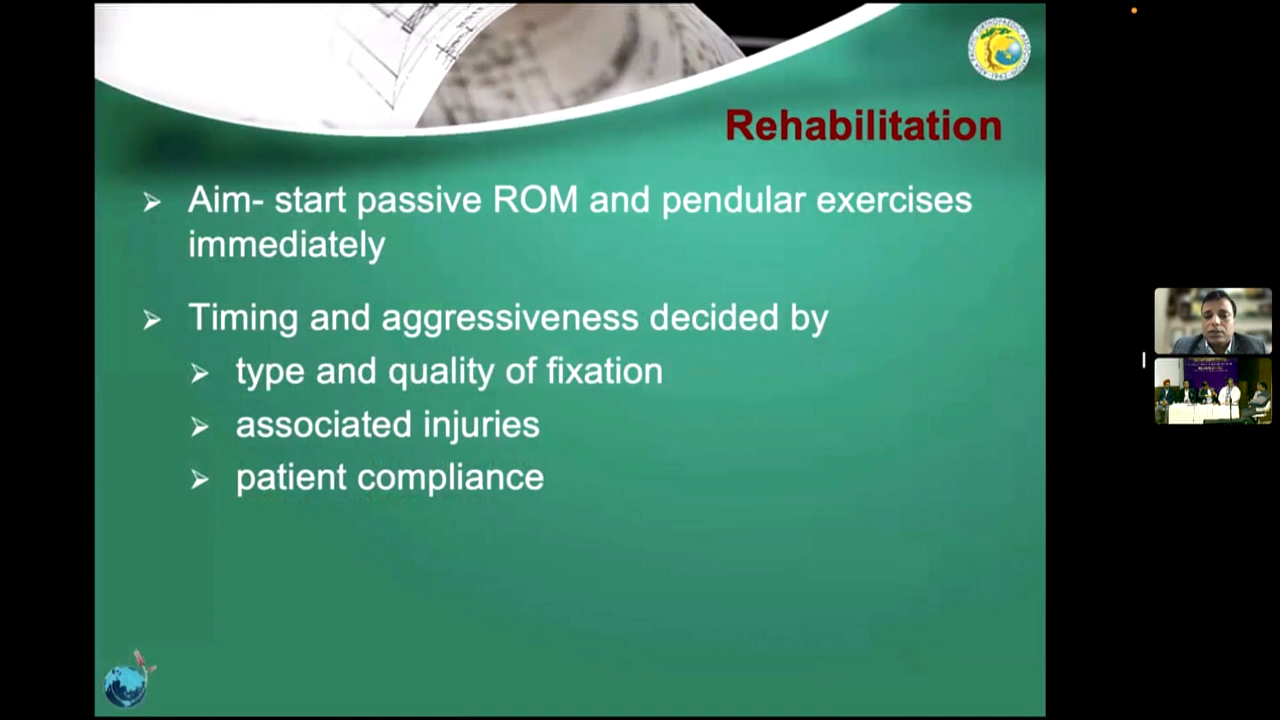 Rehabilitation
Aim- start passive ROM and pendular exercises
immediately
Timing and aggressiveness decided by
type and quality of fixation
associated injuries
patient compliance